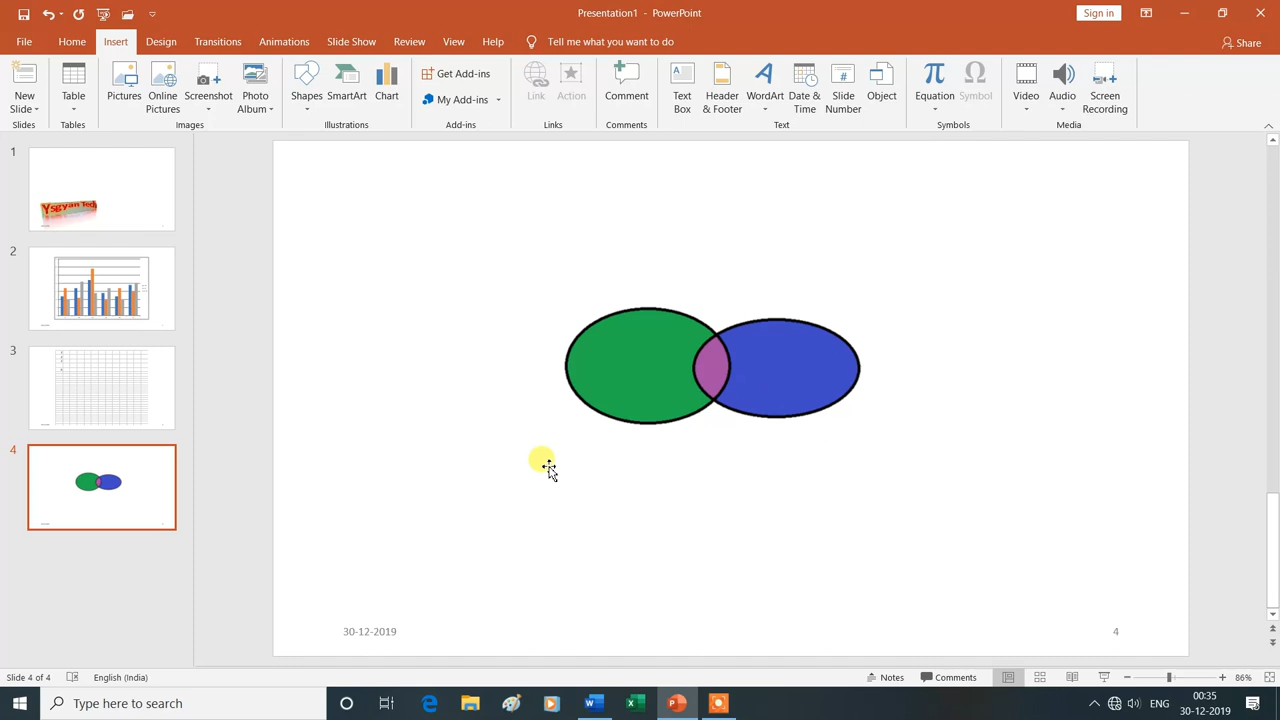 Presentation1 - PowerPoint
Sign in
File Home Insert Design Transitions Animations Slide Show Review View Help Tell me what you want to do Share
New Slide
Table
Pictures
Online Pictures
Screenshot
Photo Album
Shapes
SmartArt
Chart
Get Add-ins
My Add-ins
Link
Action
Comment
Text Box
Header & Footer
WordArt
Date & Time
Slide Number
Object
Equation
Symbol
Video
Audio
Screen Recording
Slides Tables Images Illustrations Add-ins Links Comments Text Symbols Media
1
2
3
4
30-12-2019
4
Slide 4 of 4 English (India) Notes Comments 86%
Type here to search
ENG
00:35
30-12-2019